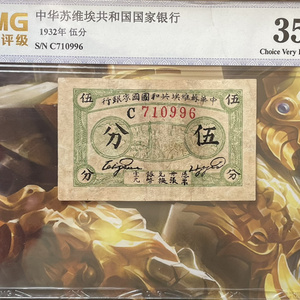 MG
评级
中华苏维埃共和国国家银行
1932年 伍分
S/N C710996
35
Choice Very
行銀家國國和共埃維蘇華中
伍 伍
C 710996
分 伍
分 分